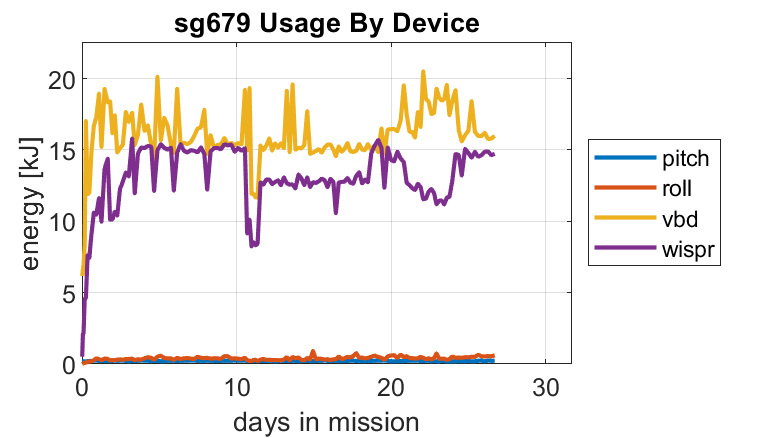 sg679 Usage By Device
energy [kJ]
20
15
10
5
0
0 10 20 30
days in mission
pitch
roll
vbd
wispr